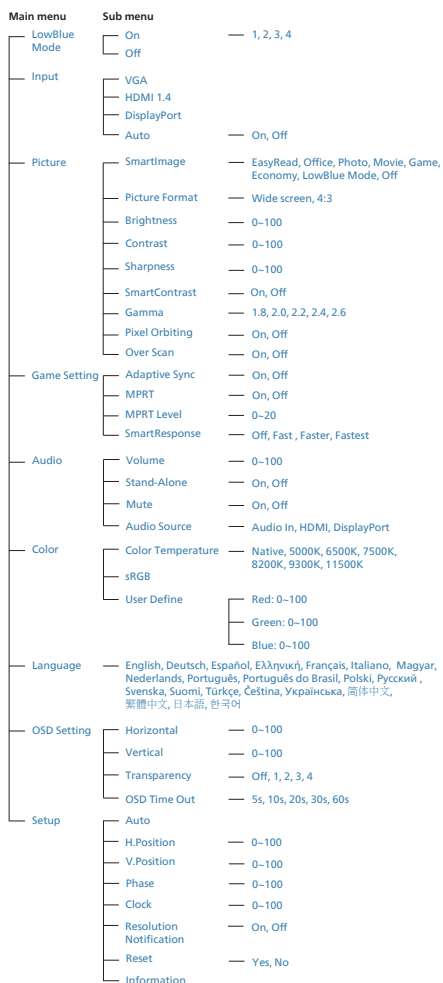 Main menu Sub menu
LowBlue On 1, 2, 3, 4
Mode Off
Input VGA
HDMI 1.4
DisplayPort
Auto On, Off
Picture SmartImage EasyRead, Office, Photo, Movie, Game,
Economy, LowBlue Mode, Off
Picture Format Wide screen, 4:3
Brightness 0~100
Contrast 0~100
Sharpness 0~100
SmartContrast On, Off
Gamma 1.8, 2.0, 2.2, 2.4, 2.6
Pixel Orbiting On, Off
Over Scan On, Off
Game Setting Adaptive Sync On, Off
MPRT On, Off
MPRT Level 0~20
SmartResponse Off, Fast , Faster, Fastest
Audio Volume 0~100
Stand-Alone On, Off
Mute On, Off
Audio Source Audio In, HDMI, DisplayPort
Color Color Temperature Native, 5000K, 6500K, 7500K,
8200K, 9300K, 11500K
sRGB
User Define Red: 0~100
Green: 0~100
Blue: 0~100
Language English, Deutsch, Español, Ελληνική, Français, Italiano, Magyar,
Nederlands, Português, Português do Brasil, Polski, Русский ,
Svenska, Suomi, Türkçe, Čeština, Українська, 简体中文,
繁體中文, 日本語, 한국어
OSD Setting Horizontal 0~100
Vertical 0~100
Transparency Off, 1, 2, 3, 4
OSD Time Out 5s, 10s, 20s, 30s, 60s
Setup Auto
H.Position 0~100
V.Position 0~100
Phase 0~100
Clock 0~100
Resolution On, Off
Notification
Reset Yes, No
Information